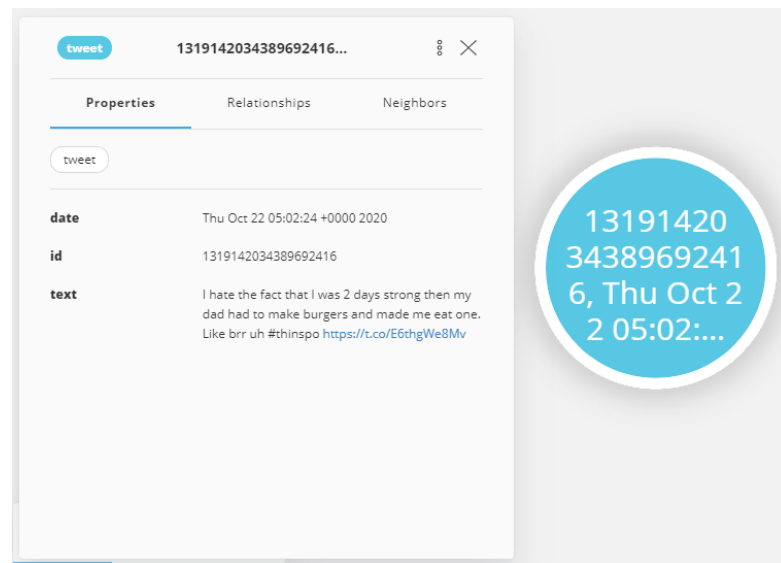 tweet 1319142034389692416...
Properties Relationships Neighbors
tweet
date Thu Oct 22 05:02:24 +0000 2020
id 1319142034389692416
text I hate the fact that I was 2 days strong then my
dad had to make burgers and made me eat one.
Like brr uh #thinspo https://t.co/E6thgWe8Mv
13191420
3438969241
6, Thu Oct 2
2 05:02:...